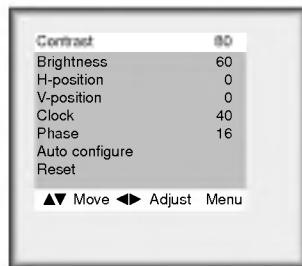 Contrast 80
Brightness 60
H-position 0
V-position 0
Clock 40
Phase 16
Auto configure
Reset
▲▼ Move ◀▶ Adjust Menu